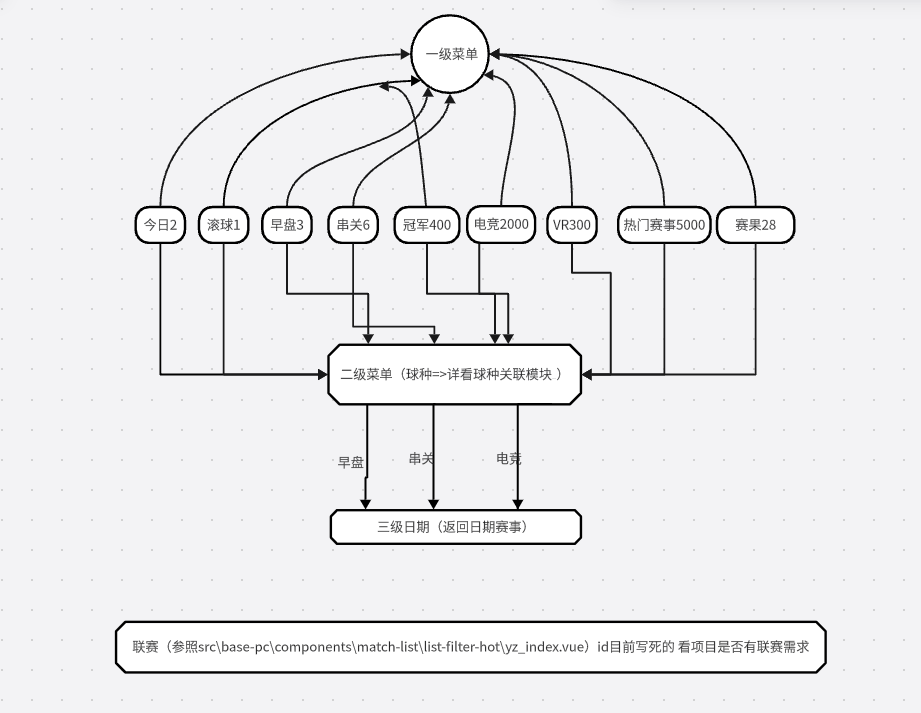 一级菜单
今日2
滚球1
早盘3
串关6
冠军400
电竞2000
VR300
热门赛事5000
赛果28
二级菜单（球种=>详看球种关联模块 ）
早盘
串关
电竞
三级日期（返回日期赛事）
联赛（参照src\base-pc\components\match-list\list-filter-hot\yz_index.vue）id目前写死的 看项目是否有联赛需求